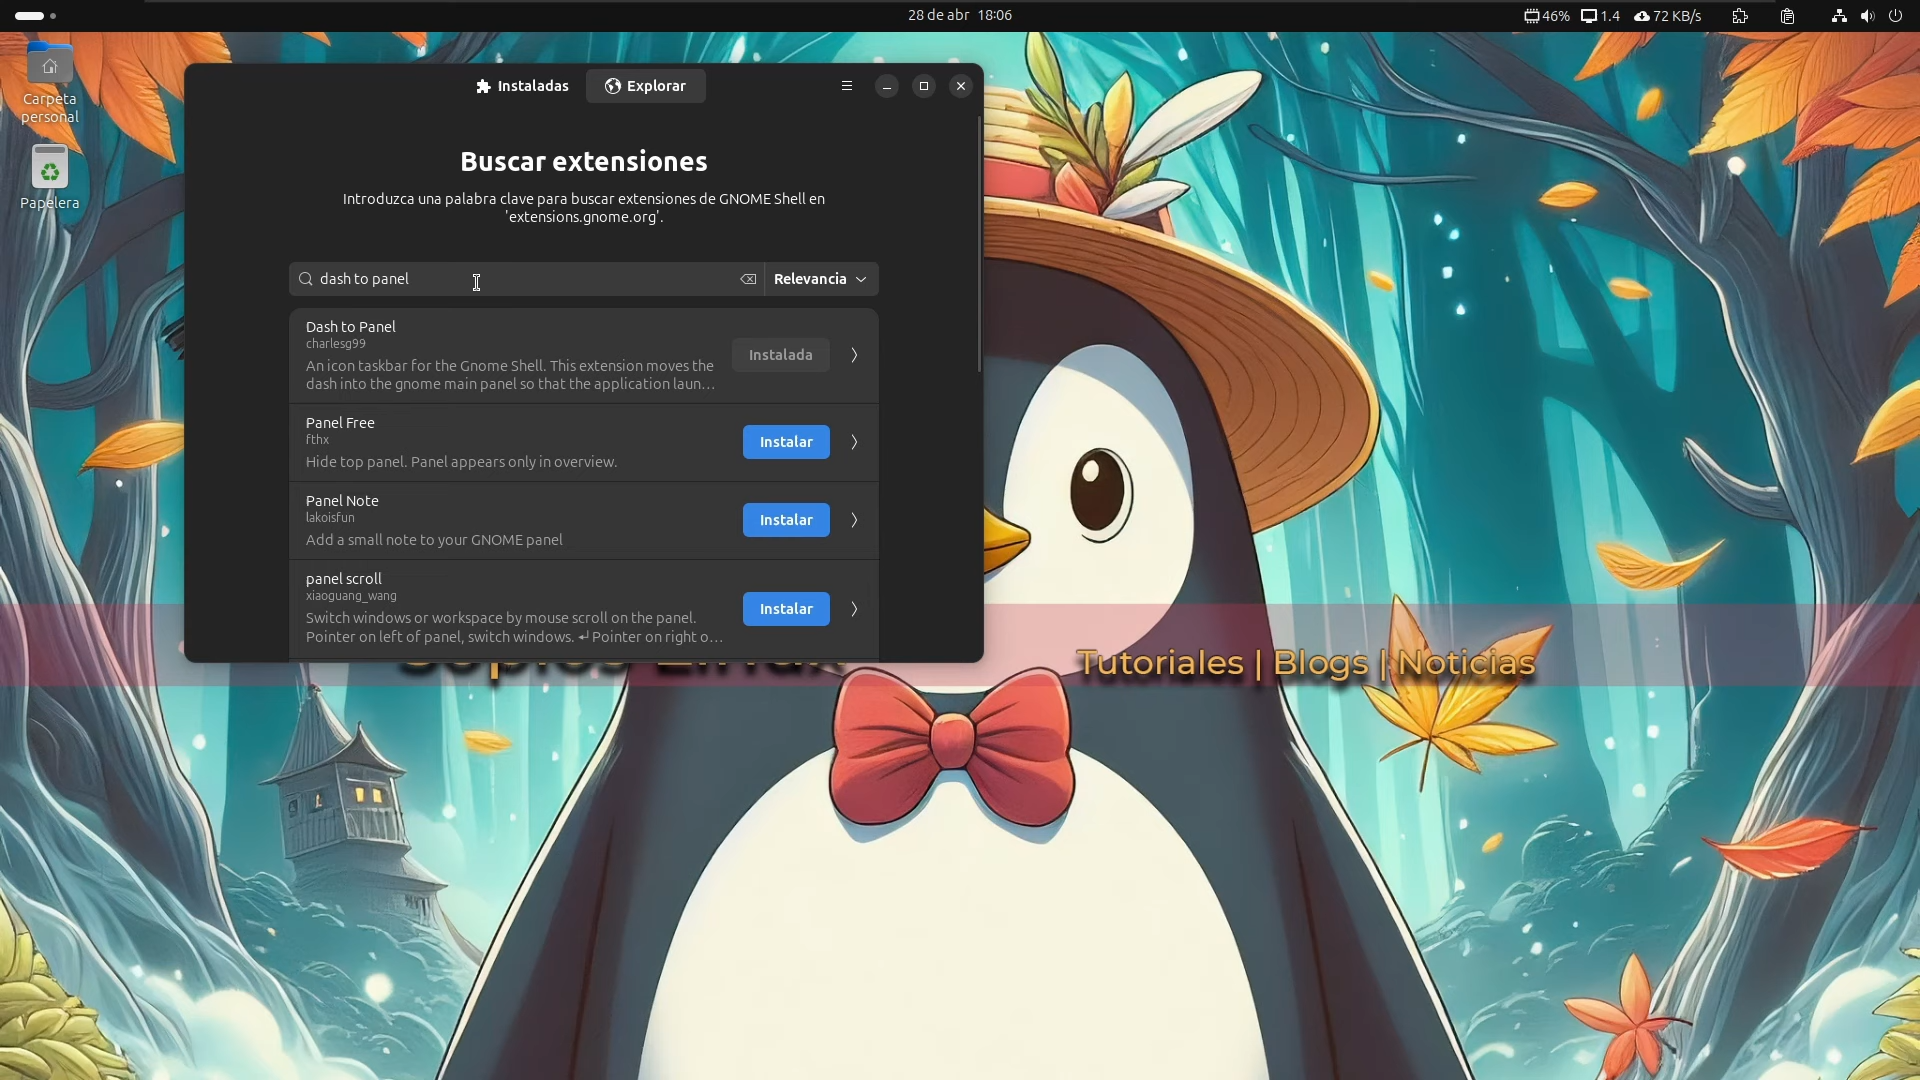 28 de abr 18:06
46%
1.4
72 KB/s
Carpeta
personal
Papelera
Instaladas
Explorar
Buscar extensiones
Introduzca una palabra clave para buscar extensiones de GNOME Shell en
'extensions.gnome.org'.
dash to panel
Relevancia
Dash to Panel
charlesg99
An icon taskbar for the Gnome Shell. This extension moves the
dash into the gnome main panel so that the application laun…
Instalada
Panel Free
fthx
Hide top panel. Panel appears only in overview.
Instalar
Panel Note
lakoisfun
Add a small note to your GNOME panel
Instalar
panel scroll
xiaoguang_wang
Switch windows or workspace by mouse scroll on the panel.
Pointer on left of panel, switch windows. ↵ Pointer on right o…
Instalar
Tutoriales | Blogs | Noticias